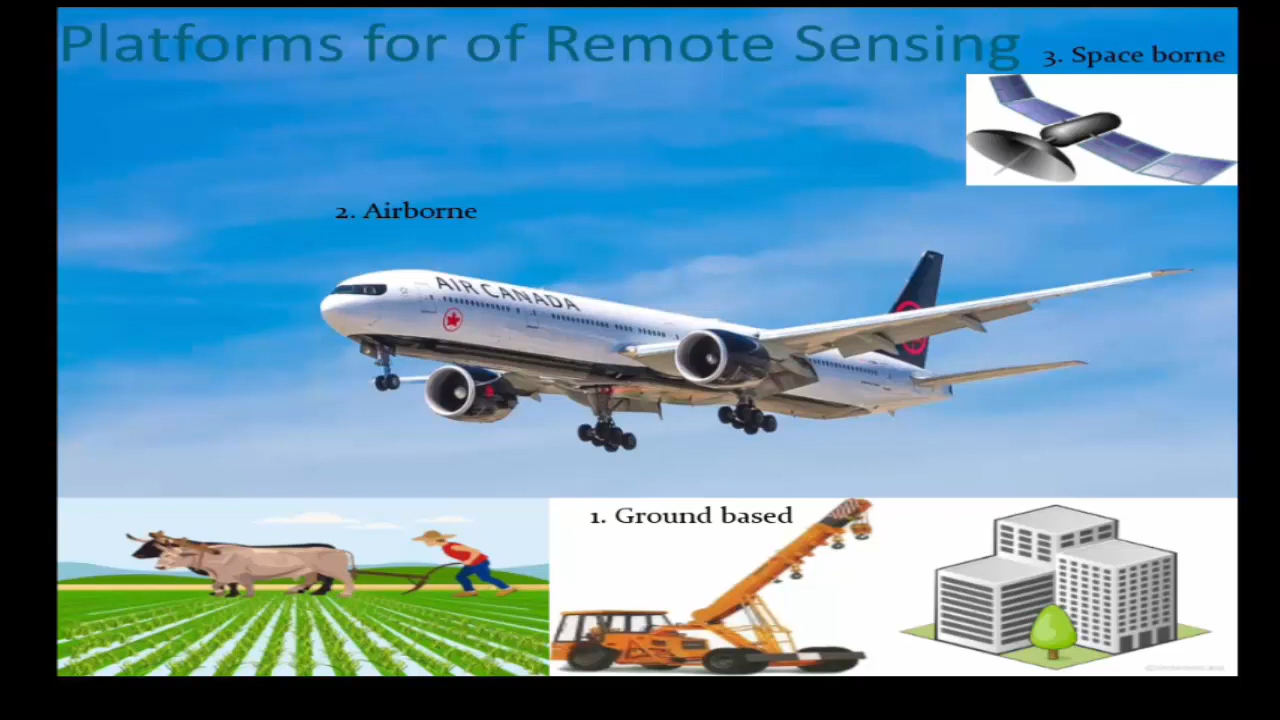 Platforms for of Remote Sensing
3. Space borne
2. Airborne
AIR CANADA
1. Ground based